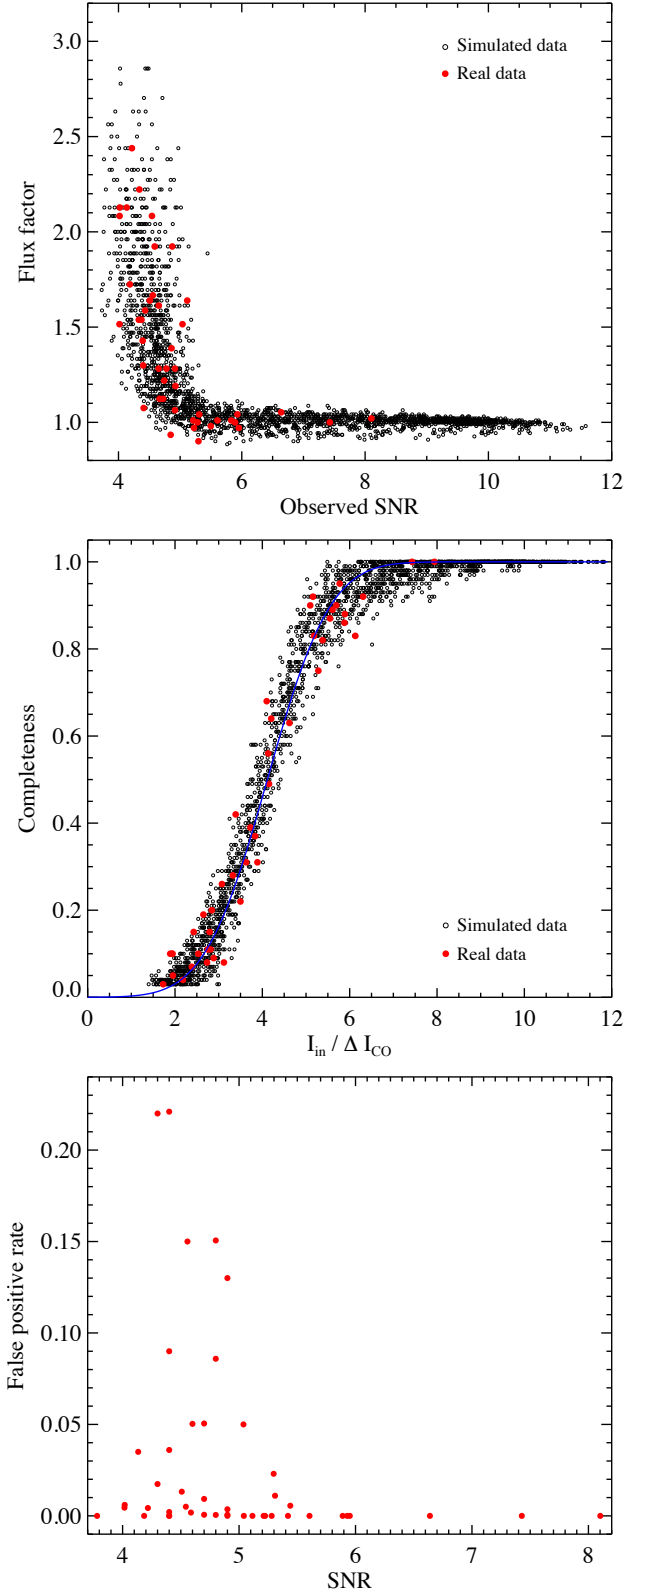 3.0
2.5
2.0
1.5
1.0
Flux factor
Simulated data
Real data
4 6 8 10 12
Observed SNR
1.0
0.8
0.6
0.4
0.2
0.0
Completeness
Simulated data
Real data
0 2 4 6 8 10 12
I_in / Δ I_CO
0.20
0.15
0.10
0.05
0.00
False positive rate
4 5 6 7 8
SNR